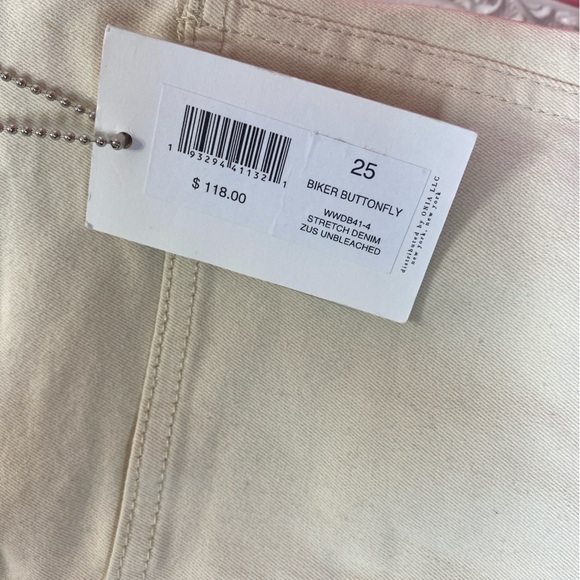 1 93294 41132 1
$ 118.00
25
BIKER BUTTONFLY
WWDB41-4
STRETCH DENIM
ZUS UNBLEACHED
distributed by ONIA LLC
new york, new york